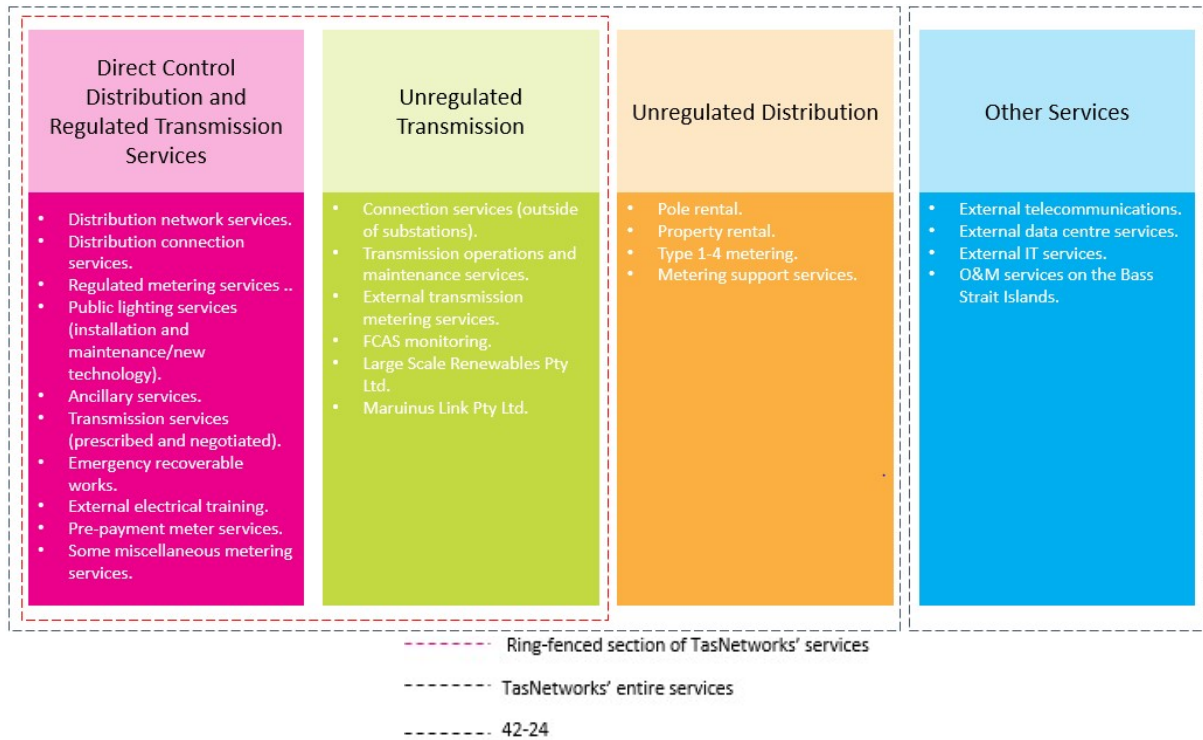 Direct Control
Distribution and
Regulated Transmission
Services
• Distribution network services.
• Distribution connection
services.
• Regulated metering services ..
• Public lighting services
(installation and
maintenance/new
technology).
• Ancillary services.
• Transmission services
(prescribed and negotiated).
• Emergency recoverable
works.
• External electrical training.
• Pre-payment meter services.
• Some miscellaneous metering
services.
Unregulated
Transmission
• Connection services (outside
of substations).
• Transmission operations and
maintenance services.
• External transmission
metering services.
• FCAS monitoring.
• Large Scale Renewables Pty
Ltd.
• Maruinus Link Pty Ltd.
Unregulated Distribution
• Pole rental.
• Property rental.
• Type 1-4 metering.
• Metering support services.
Other Services
• External telecommunications.
• External data centre services.
• External IT services.
• O&M services on the Bass
Strait Islands.
Ring-fenced section of TasNetworks' services
TasNetworks' entire services
42-24